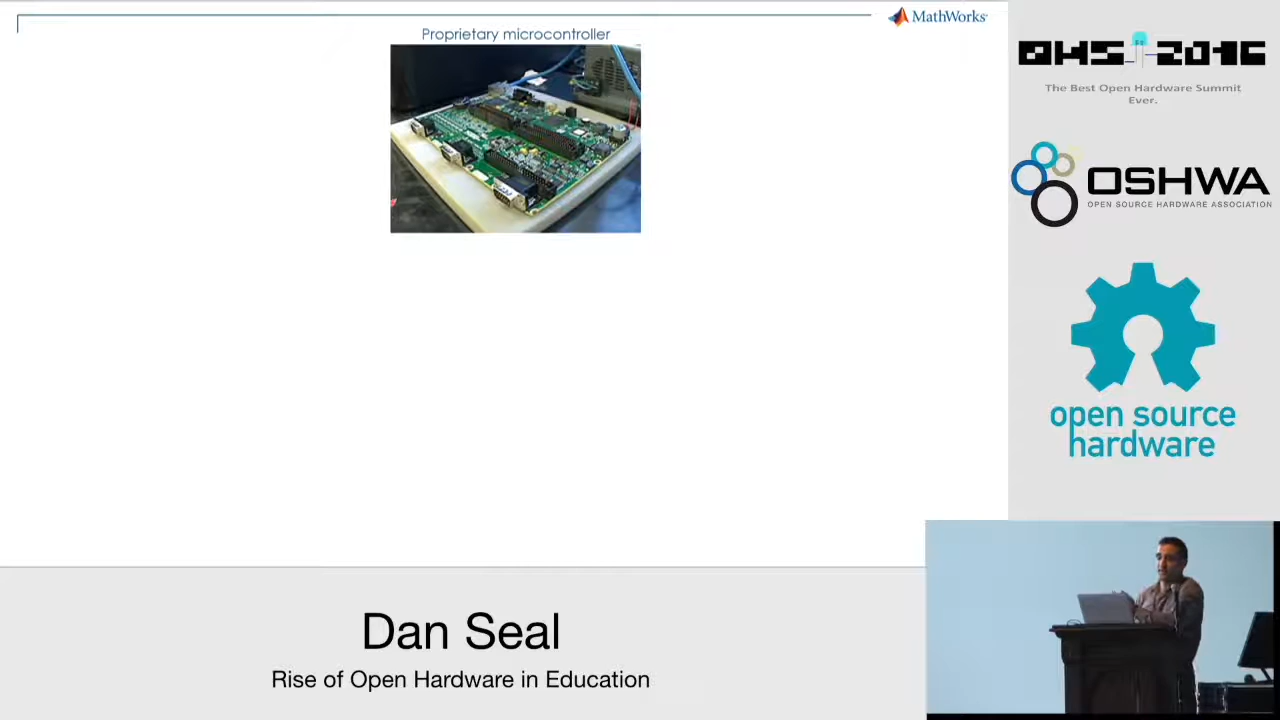 MathWorks
Proprietary microcontroller
OHS 2016
The Best Open Hardware Summit
Ever.
OSHWA
OPEN SOURCE HARDWARE ASSOCIATION
open source
hardware
Dan Seal
Rise of Open Hardware in Education